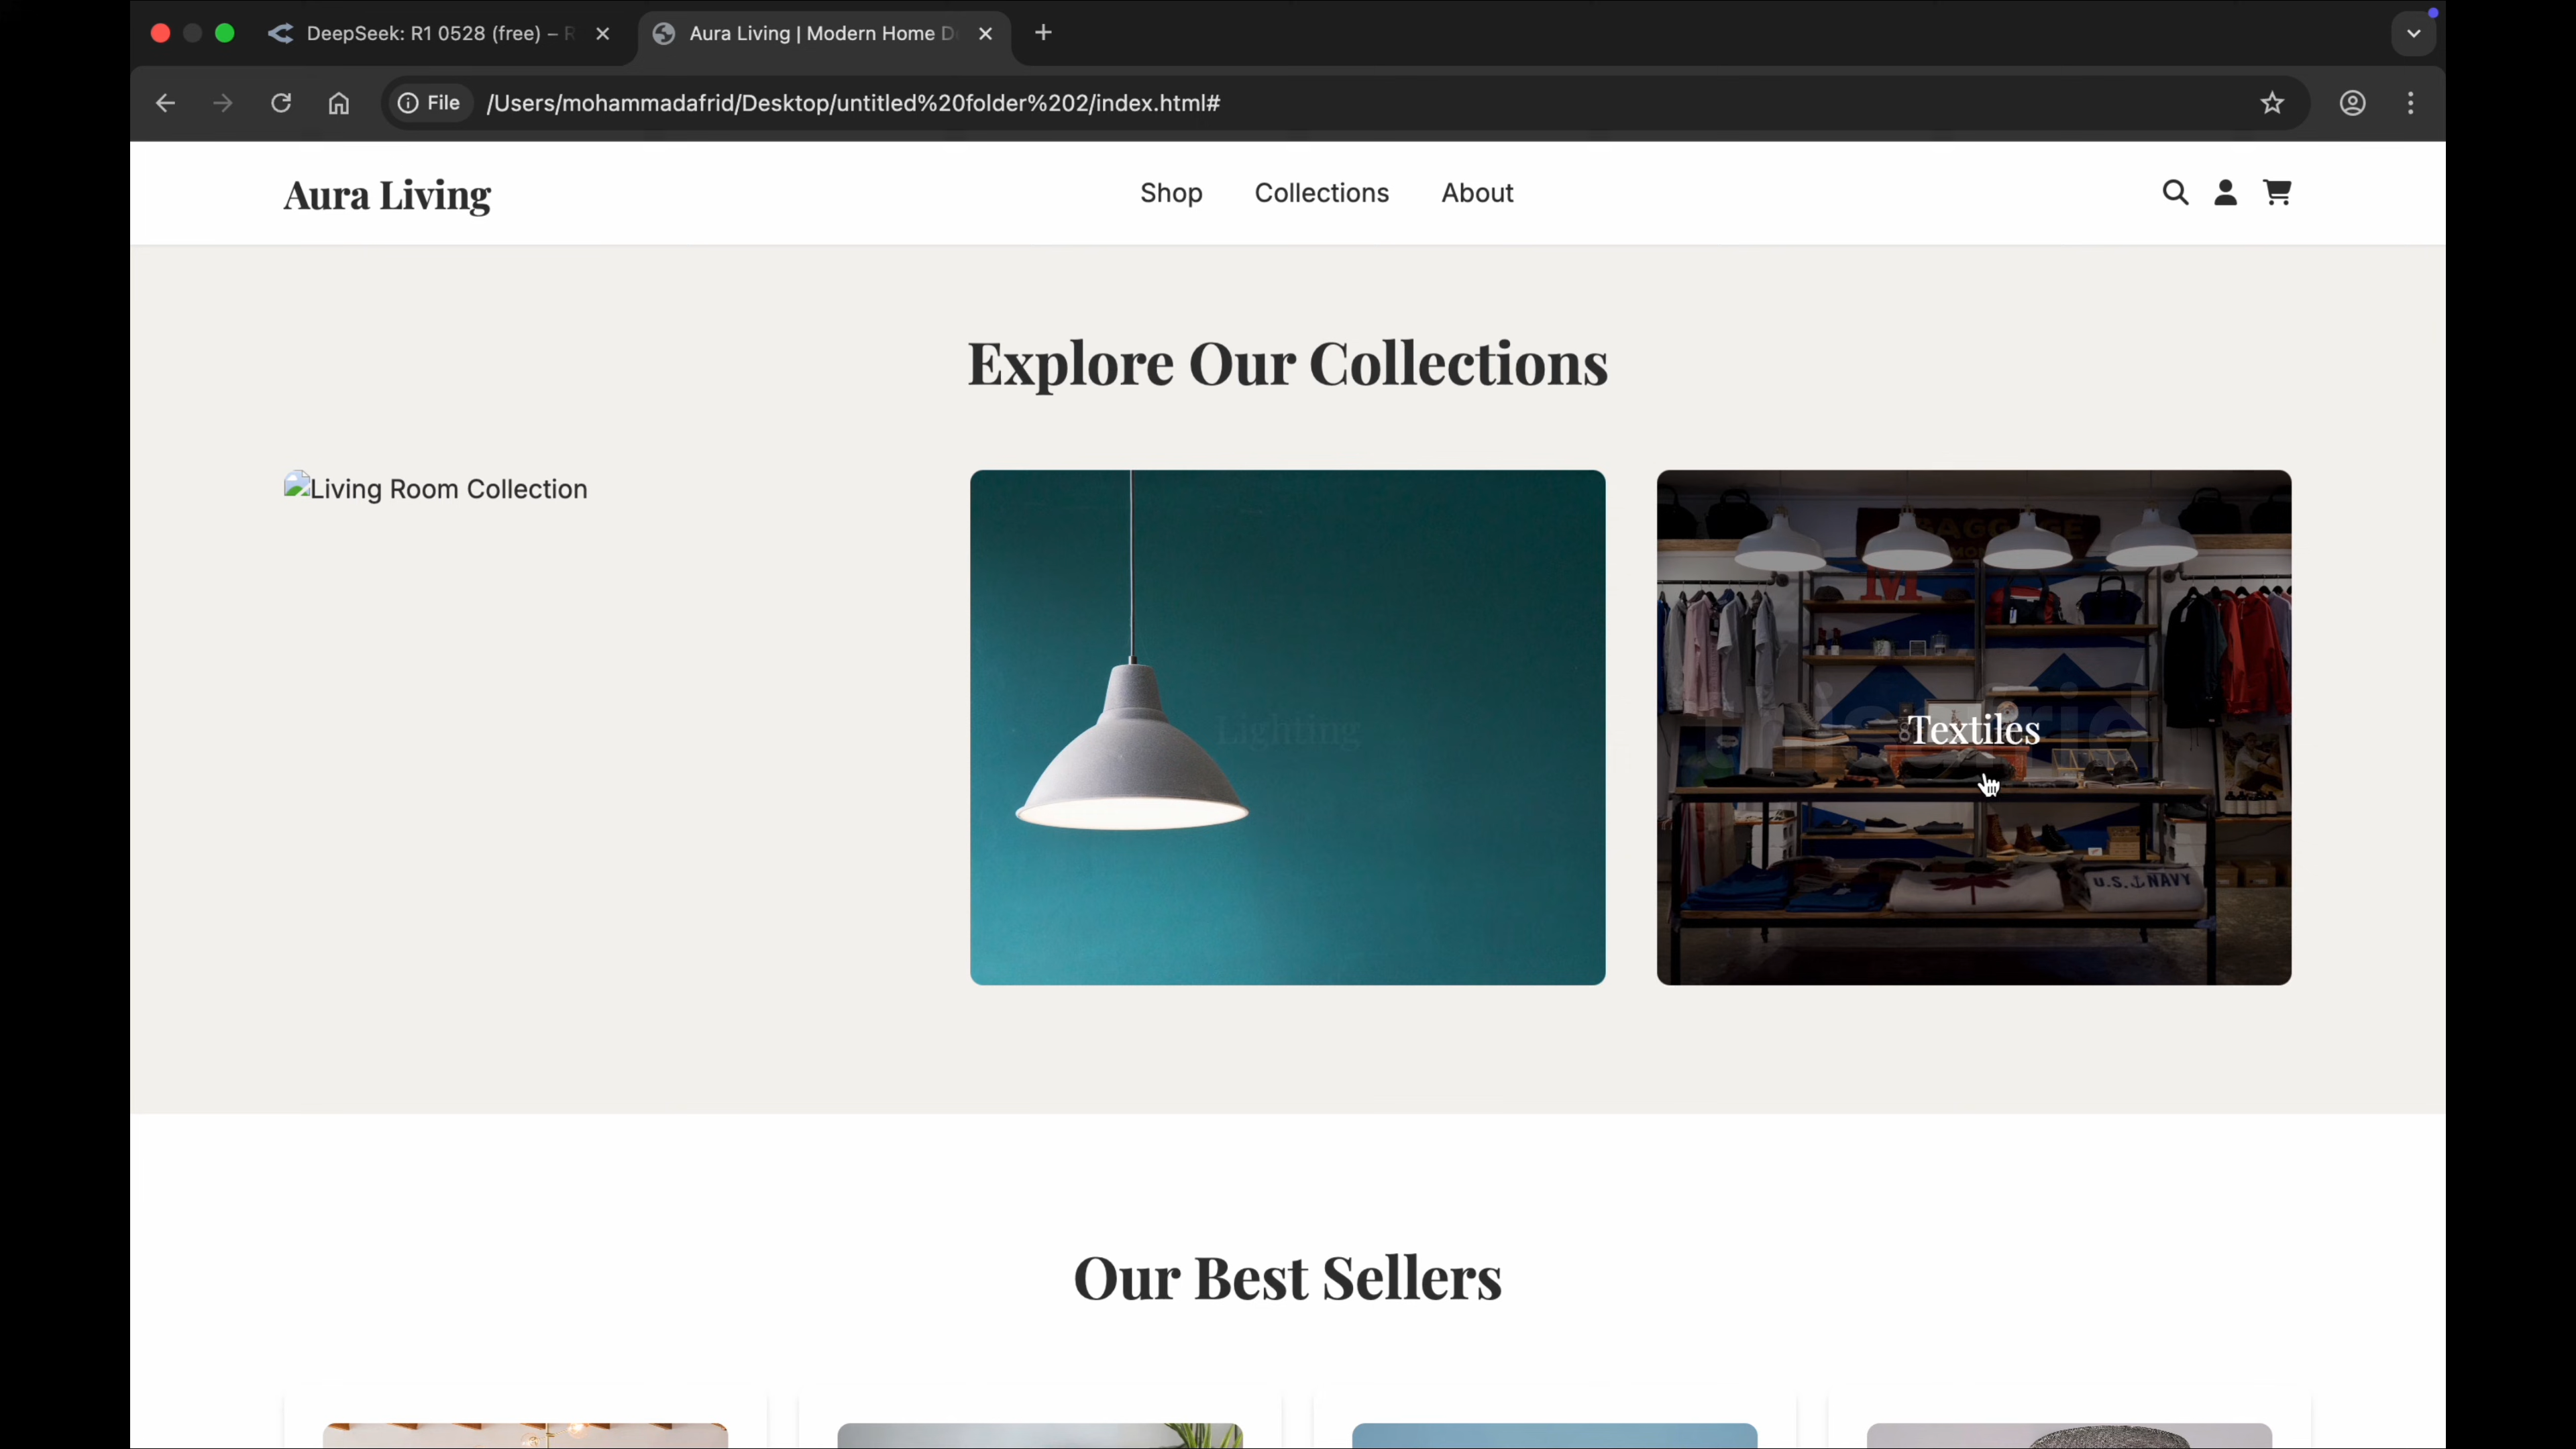 DeepSeek: R1 0528 (free) – R
Aura Living | Modern Home D
File
/Users/mohammadafrid/Desktop/untitled%20folder%202/index.html#
Aura Living
Shop
Collections
About
Explore Our Collections
Living Room Collection
Lighting
Textiles
U.S. NAVY
Our Best Sellers